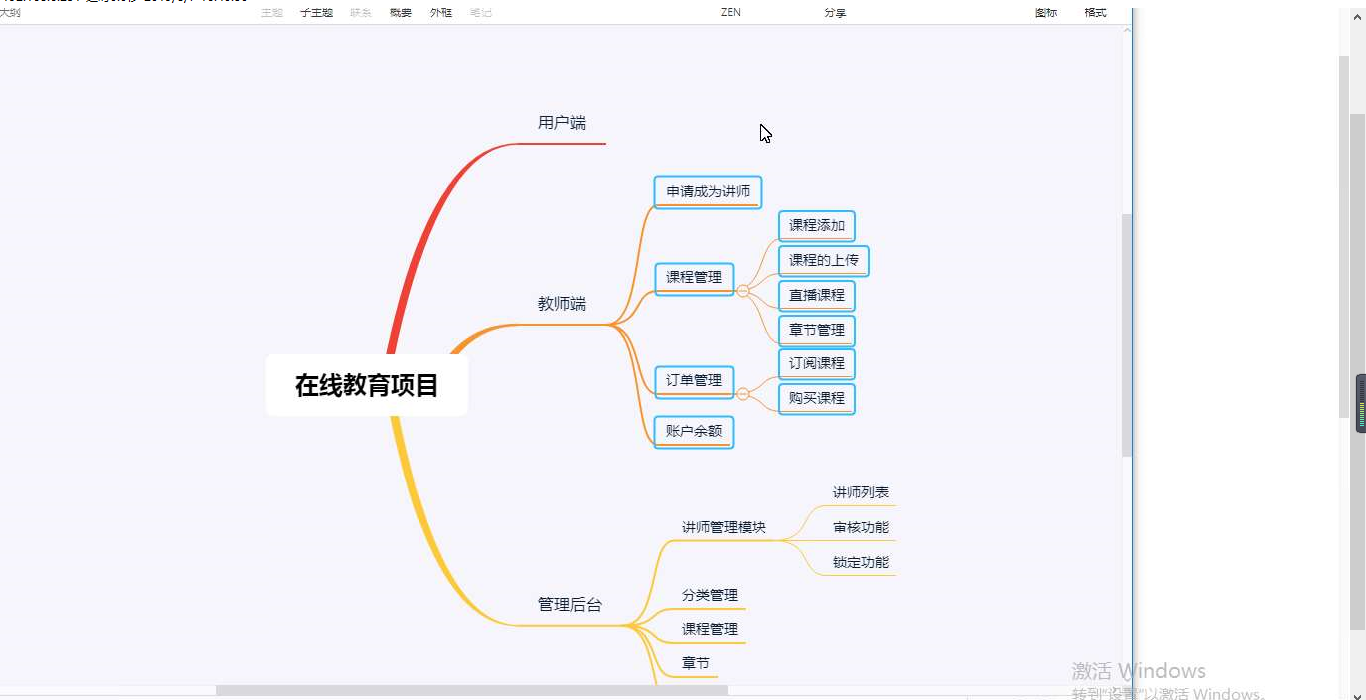 大纲
主题 子主题 联系 概要 外框 笔记 ZEN 分享 图标 格式
用户端
申请成为讲师
课程添加
课程的上传
课程管理
直播课程
教师端
章节管理
订阅课程
订单管理
在线教育项目
购买课程
账户余额
讲师列表
讲师管理模块
审核功能
锁定功能
分类管理
管理后台
课程管理
章节
激活 Windows
转到"设置"以激活 Windows。